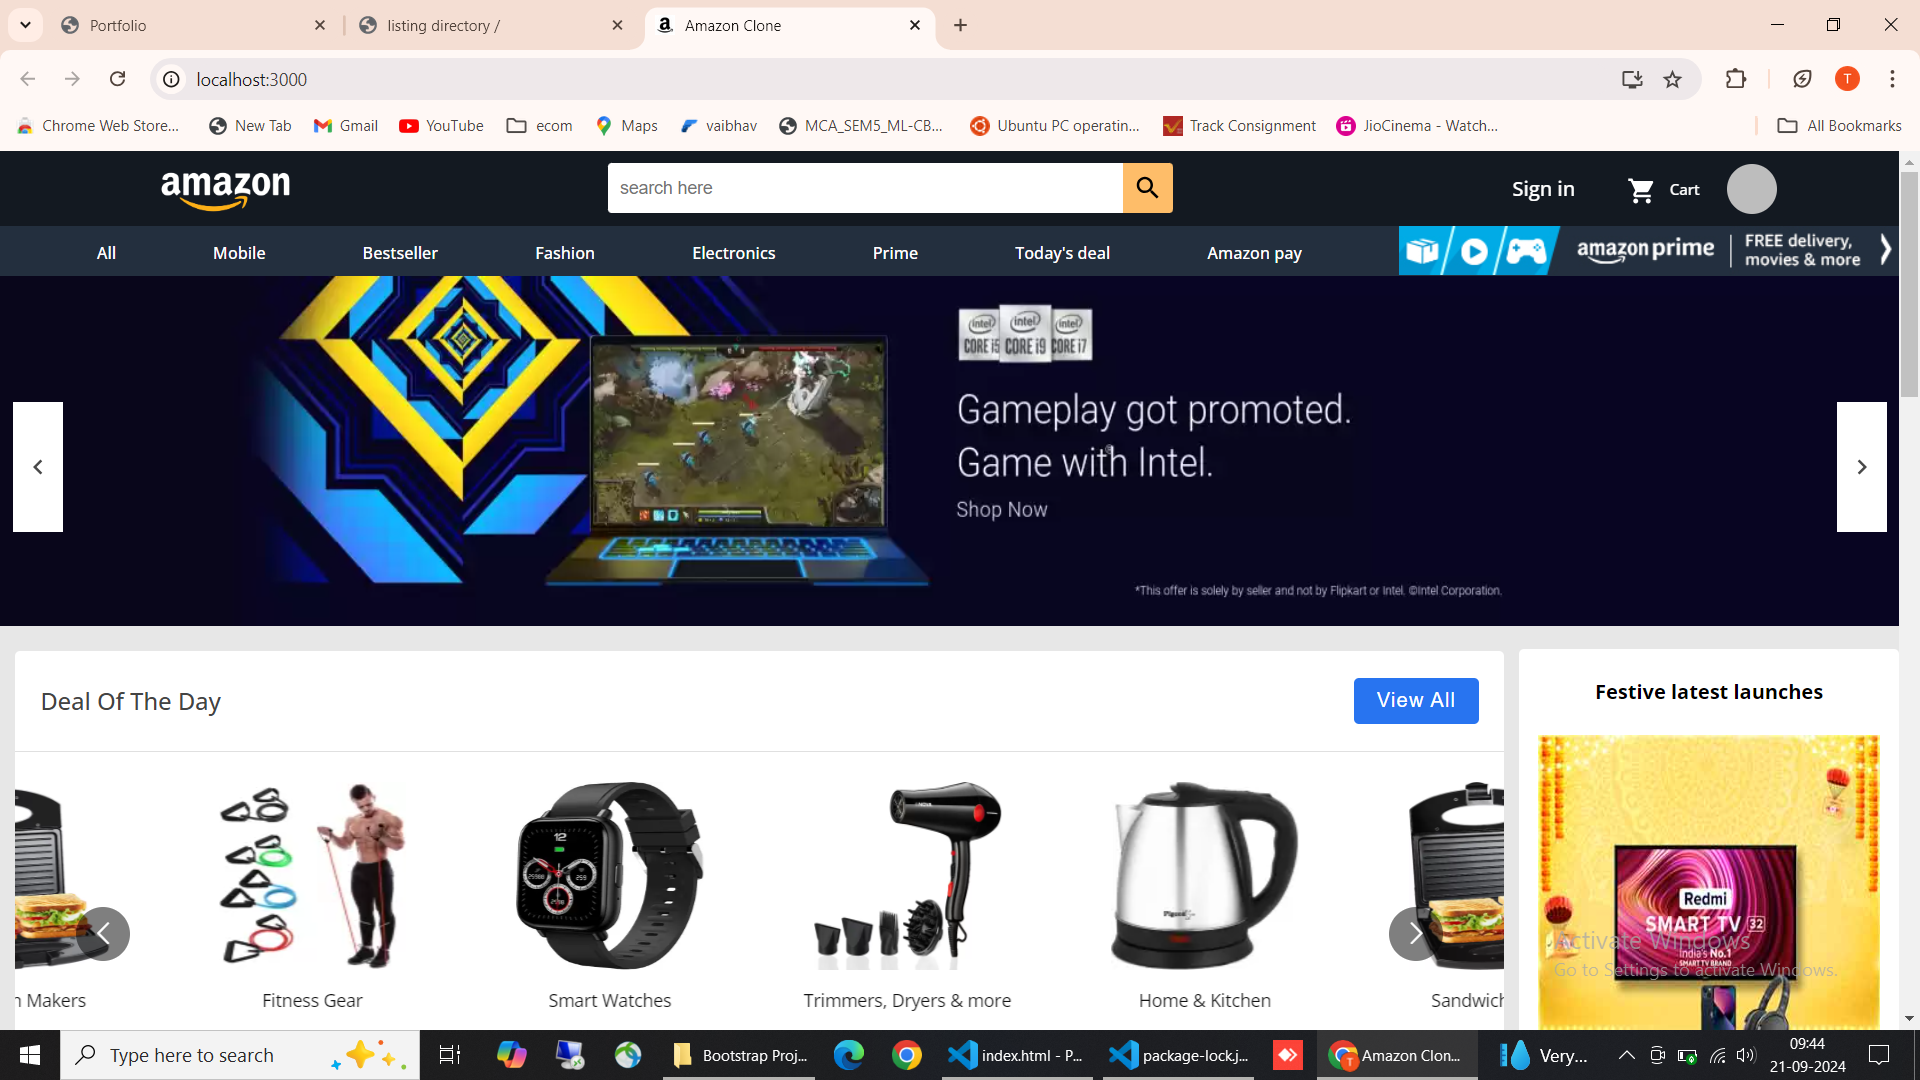 Portfolio
listing directory /
Amazon Clone
localhost:3000
T
Chrome Web Store...
New Tab
Gmail
YouTube
ecom
Maps
vaibhav
MCA_SEM5_ML-CB...
Ubuntu PC operatin...
Track Consignment
JioCinema - Watch...
All Bookmarks
amazon
search here
Sign in
Cart
All
Mobile
Bestseller
Fashion
Electronics
Prime
Today's deal
Amazon pay
amazon prime
FREE delivery,
movies & more
intel intel intel
CORE i5 CORE i9 CORE i7
Gameplay got promoted.
Game with Intel.
Shop Now
*This offer is solely by seller and not by Flipkart or Intel. ©Intel Corporation.
Deal Of The Day
View All
Festive latest launches
Redmi
SMART TV 32
India's No.1
SMART TV BRAND
Activate Windows
Go to Settings to activate Windows.
n Makers
Fitness Gear
Smart Watches
Trimmers, Dryers & more
Home & Kitchen
Sandwich
Type here to search
Bootstrap Proj...
index.html - P...
package-lock.j...
Amazon Clon...
Very...
09:44
21-09-2024